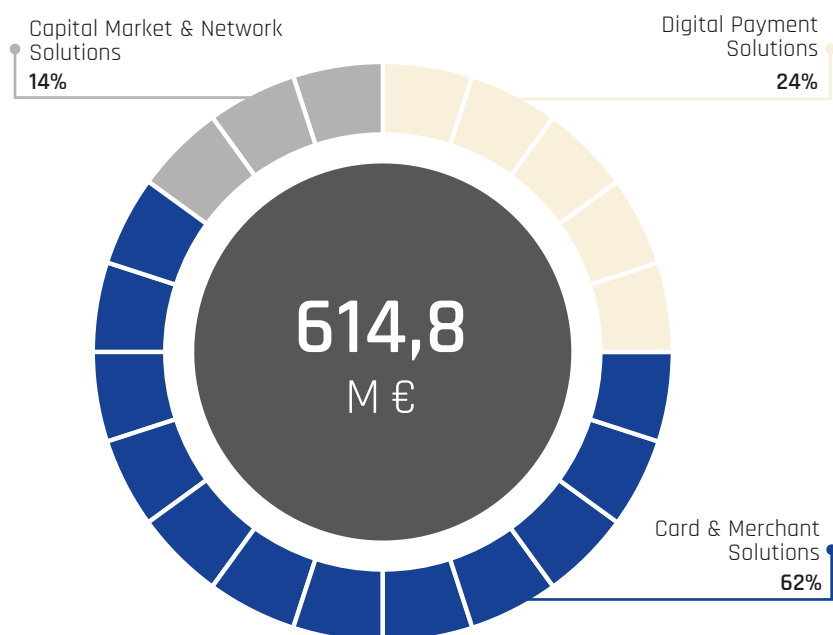 Capital Market & Network
Solutions
14%
Digital Payment
Solutions
24%
614,8
M €
Card & Merchant
Solutions
62%